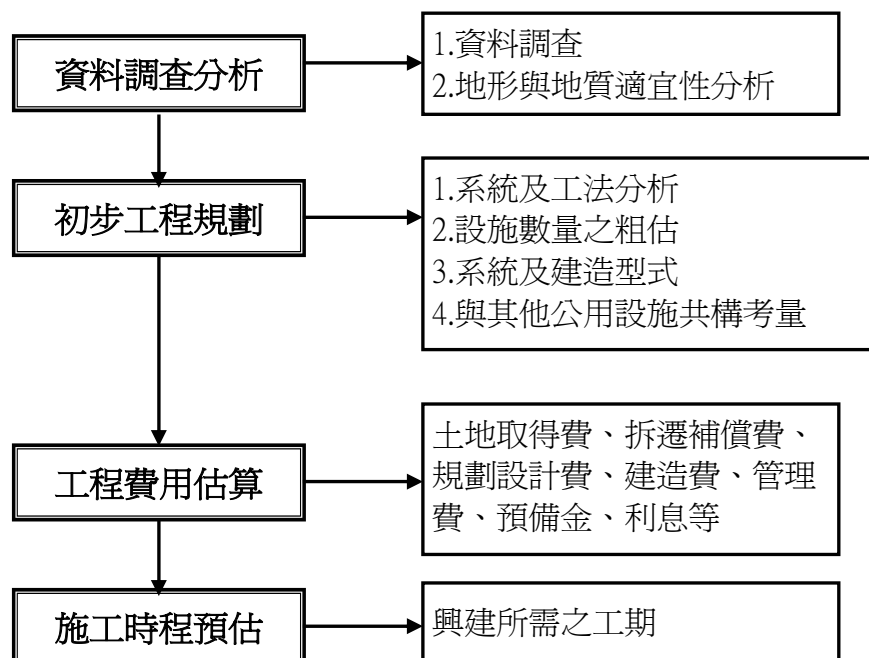 資料調查分析
1.資料調查
2.地形與地質適宜性分析
初步工程規劃
1.系統及工法分析
2.設施數量之粗估
3.系統及建造型式
4.與其他公用設施共構考量
工程費用估算
土地取得費、拆遷補償費、
規劃設計費、建造費、管理
費、預備金、利息等
施工時程預估
興建所需之工期